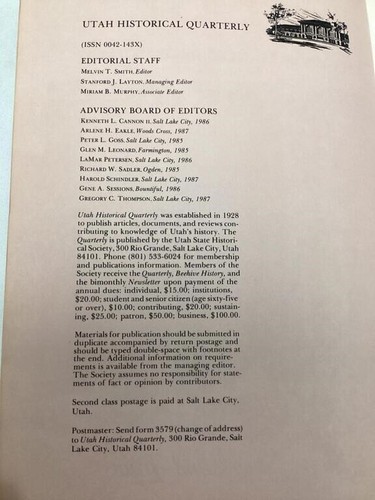 UTAH HISTORICAL QUARTERLY
(ISSN 0042-143X)
EDITORIAL STAFF
MELVIN T. SMITH, Editor
STANFORD J. LAYTON, Managing Editor
MIRIAM B. MURPHY, Associate Editor
ADVISORY BOARD OF EDITORS
KENNETH L. CANNON II, Salt Lake City, 1986
ARLENE H. EAKLE, Woods Cross, 1987
PETER L. GOSS, Salt Lake City, 1985
GLEN M. LEONARD, Farmington, 1985
LAMAR PETERSEN, Salt Lake City, 1986
RICHARD W. SADLER, Ogden, 1985
HAROLD SCHINDLER, Salt Lake City, 1987
GENE A. SESSIONS, Bountiful, 1986
GREGORY C. THOMPSON, Salt Lake City, 1987
Utah Historical Quarterly was established in 1928
to publish articles, documents, and reviews con-
tributing to knowledge of Utah's history. The
Quarterly is published by the Utah State Histori-
cal Society, 300 Rio Grande, Salt Lake City, Utah
84101. Phone (801) 533-6024 for membership
and publications information. Members of the
Society receive the Quarterly, Beehive History, and
the bimonthly Newsletter upon payment of the
annual dues: individual, $15.00; institutions,
$20.00; student and senior citizen (age sixty-five
or over), $10.00; contributing, $20.00; sustain-
ing, $25.00; patron, $50.00; business, $100.00.
Materials for publication should be submitted in
duplicate accompanied by return postage and
should be typed double-space with footnotes at
the end. Additional information on require-
ments is available from the managing editor.
The Society assumes no responsibility for state-
ments of fact or opinion by contributors.
Second class postage is paid at Salt Lake City,
Utah.
Postmaster: Send form 3579 (change of address)
to Utah Historical Quarterly, 300 Rio Grande, Salt
Lake City, Utah 84101.